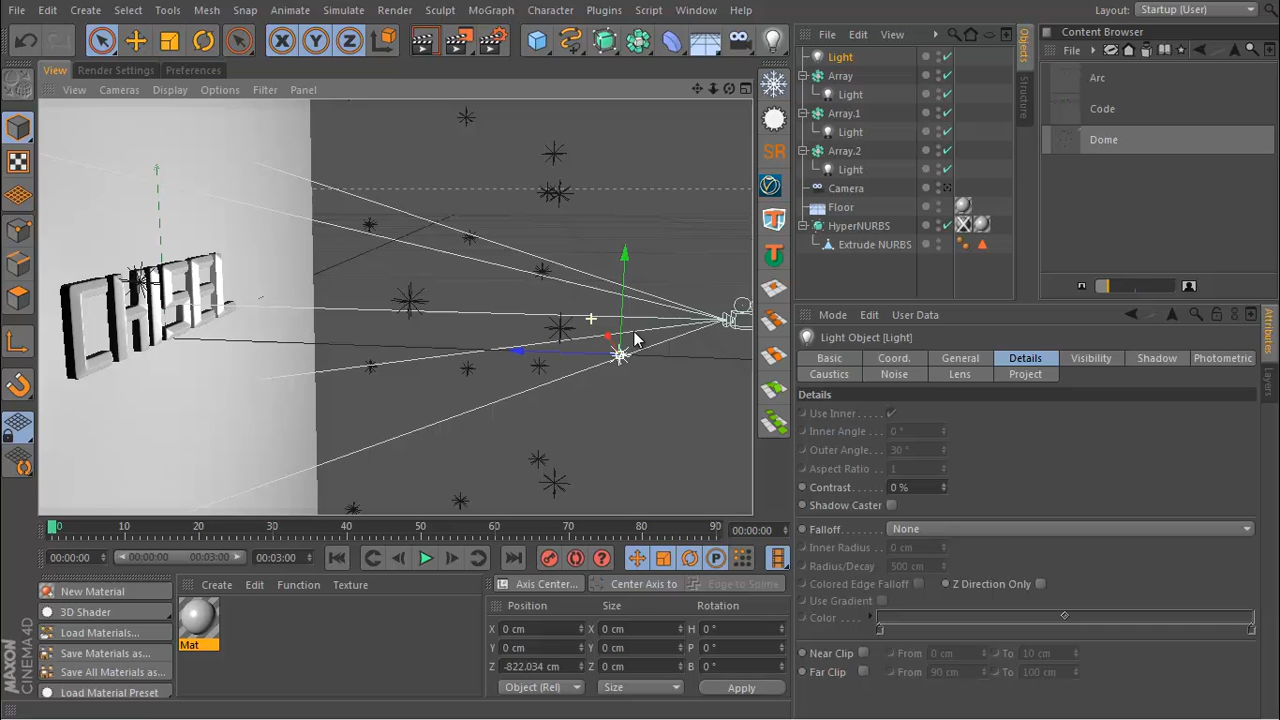 File Edit Create Select Tools Mesh Snap Animate Simulate Render Sculpt MoGraph Character Plugins Script Window Help
Layout: Startup (User)
View Render Settings Preferences
View Cameras Display Options Filter Panel
SR
File Edit View
Light
Array
Light
Array.1
Light
Array.2
Light
Camera
Floor
HyperNURBS
Extrude NURBS
Objects
Structure
Content Browser
File
Arc
Code
Dome
Mode Edit User Data
Light Object [Light]
Basic Coord. General Details Visibility Shadow Photometric
Caustics Noise Lens Project
Details
Use Inner
Inner Angle 0 °
Outer Angle 30 °
Aspect Ratio 1
Contrast 0 %
Shadow Caster
Falloff None
Inner Radius 0 cm
Radius/Decay 500 cm
Colored Edge Falloff Z Direction Only
Use Gradient
Color
Near Clip From 0 cm To 10 cm
Far Clip From 90 cm To 100 cm
Attributes
Layers
0 10 20 30 40 50 60 70 80 90 00:00:00
00:00:00 00:00:00 00:03:00 00:03:00
New Material
3D Shader
Load Materials...
Save Materials as...
Save All Materials as...
Load Material Preset
Create Edit Function Texture
Mat
Axis Center... Center Axis to Edge to Spline
Position Size Rotation
X 0 cm X 0 cm H 0 °
Y 0 cm Y 0 cm P 0 °
Z -822.034 cm Z 0 cm B 0 °
Object (Rel) Size Apply
MAXON
CINEMA 4D